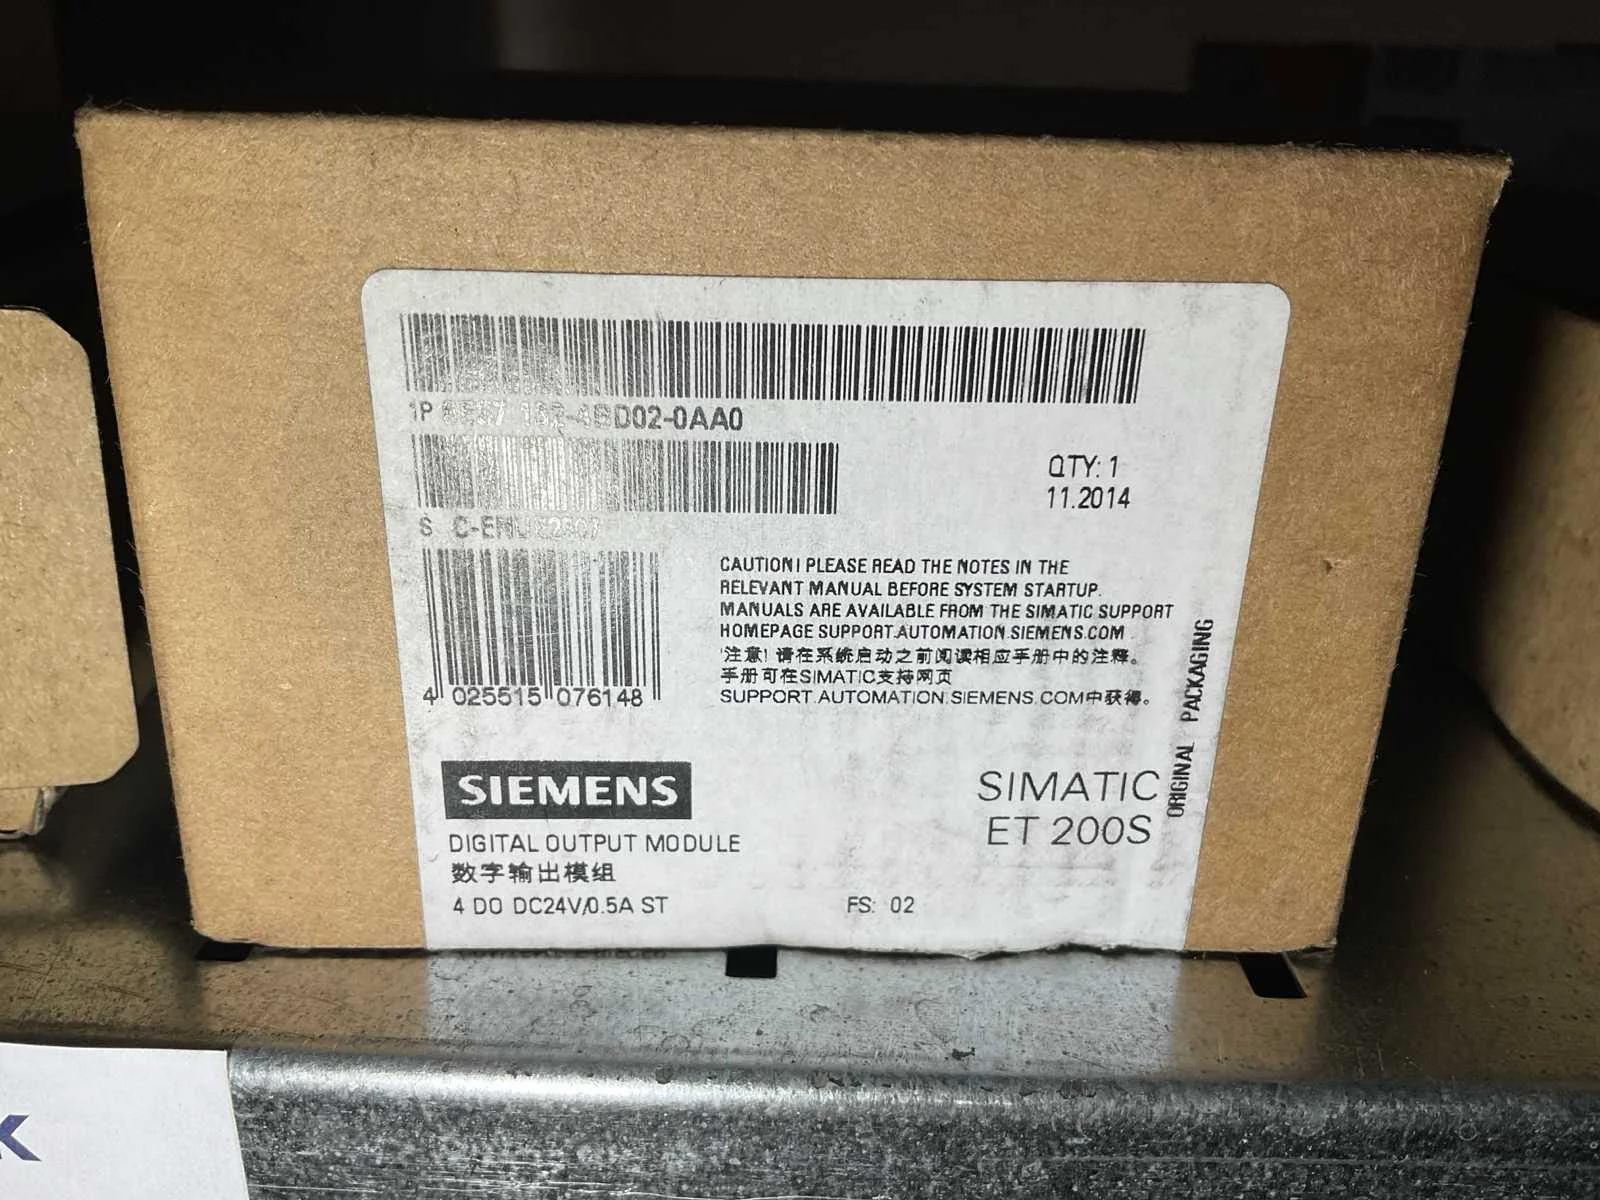 1P 6ES7 132-4BD02-0AA0
S C-ENU
QTY: 1
11.2014
CAUTION! PLEASE READ THE NOTES IN THE
RELEVANT MANUAL BEFORE SYSTEM STARTUP.
MANUALS ARE AVAILABLE FROM THE SIMATIC SUPPORT
HOMEPAGE SUPPORT.AUTOMATION.SIEMENS.COM .
注意! 请在系统启动之前阅读相应手册中的注释。
手册可在SIMATIC支持网页
SUPPORT.AUTOMATION.SIEMENS.COM中获得。
4 025515 076148
ORIGINAL PACKAGING
SIEMENS
SIMATIC
ET 200S
DIGITAL OUTPUT MODULE
数字输出模组
4 DO DC24V/0.5A ST
FS: 02
K